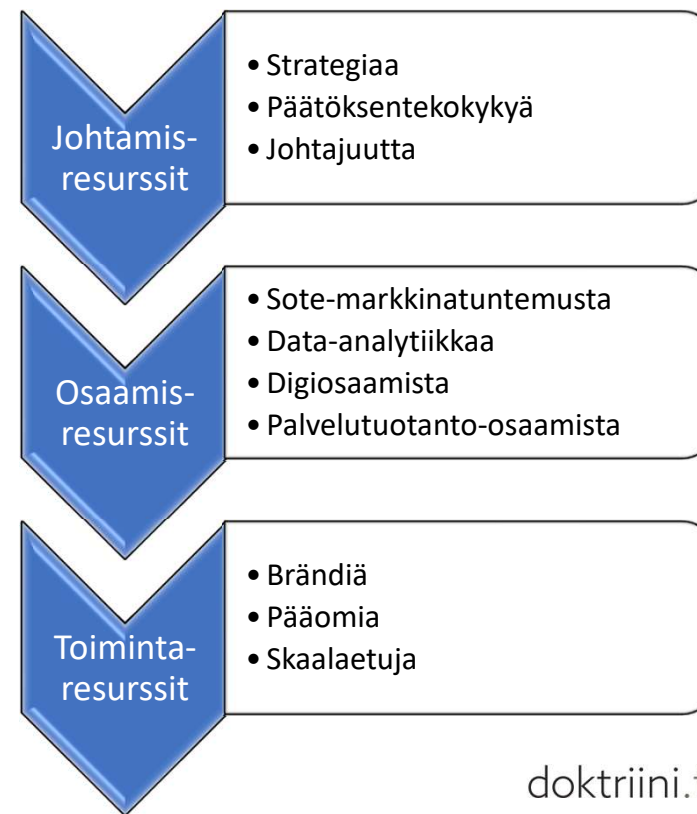 Johtamis-
resurssit
• Strategiaa
• Päätöksentekokykyä
• Johtajuutta
Osaamis-
resurssit
• Sote-markkinatuntemusta
• Data-analytiikkaa
• Digiosaamista
• Palvelutuotanto-osaamista
Toiminta-
resurssit
• Brändiä
• Pääomia
• Skaalaetuja
doktriini.